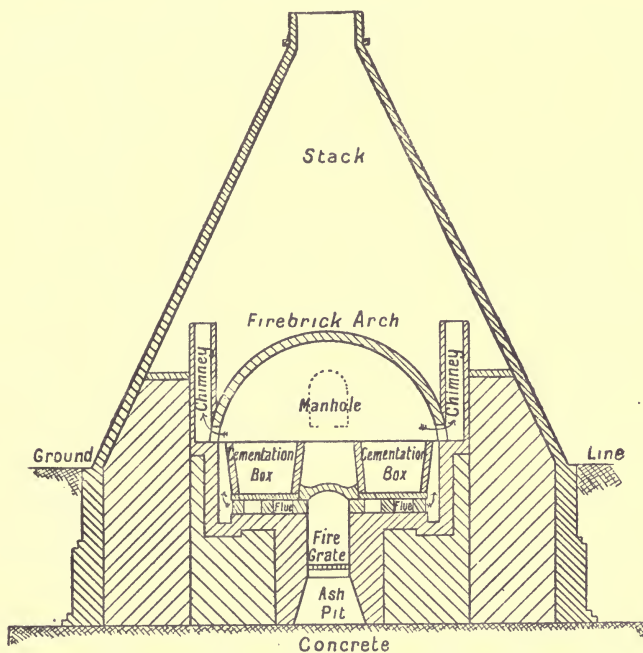 Stack
Firebrick Arch
Chimney
Chimney
Manhole
Ground
Line
Cementation
Box
Cementation
Box
Flue
Flue
Fire
Grate
Ash
Pit
Concrete